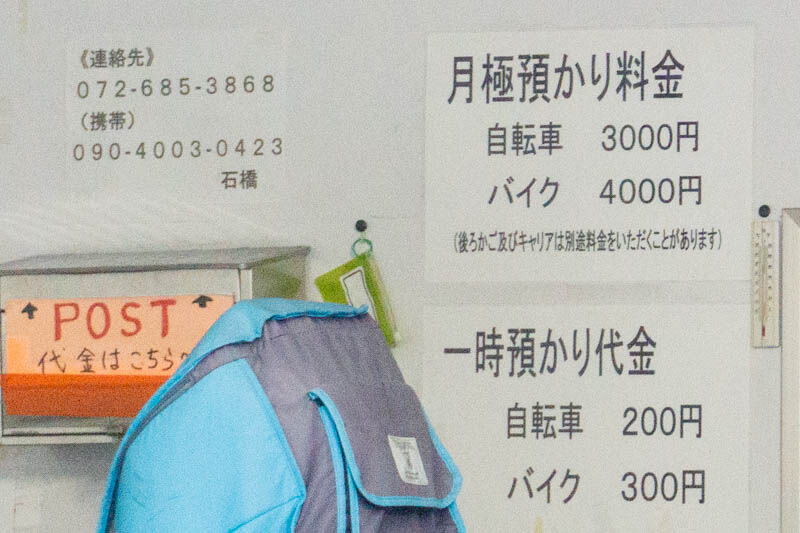 《連絡先》
072-685-3868
（携帯）
090-4003-0423
石橋
月極預かり料金
自転車 3000円
バイク 4000円
（後ろかご及びキャリアは別途料金をいただくことがあります）
POST
代金はこちらへ
一時預かり代金
自転車 200円
バイク 300円